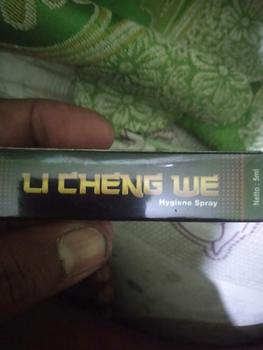 LI CHENG WE
Hygiene Spray
Netto : 5ml